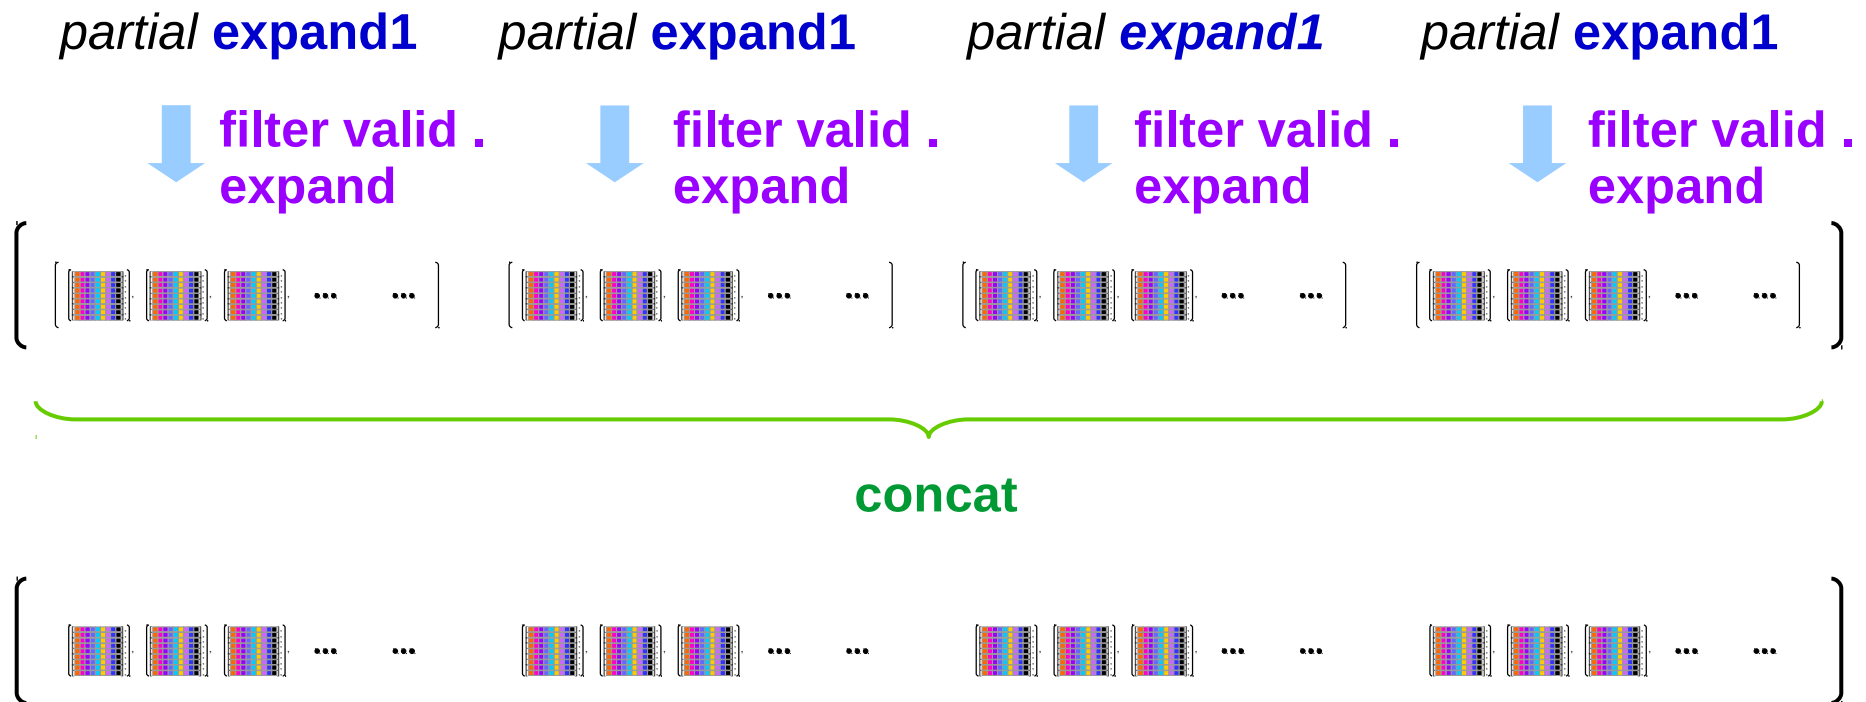 partial expand1 partial expand1 partial expand1 partial expand1
filter valid . filter valid . filter valid . filter valid .
expand expand expand expand
... ... ... ... ... ... ... ...
concat
... ... ... ... ... ... ... ...